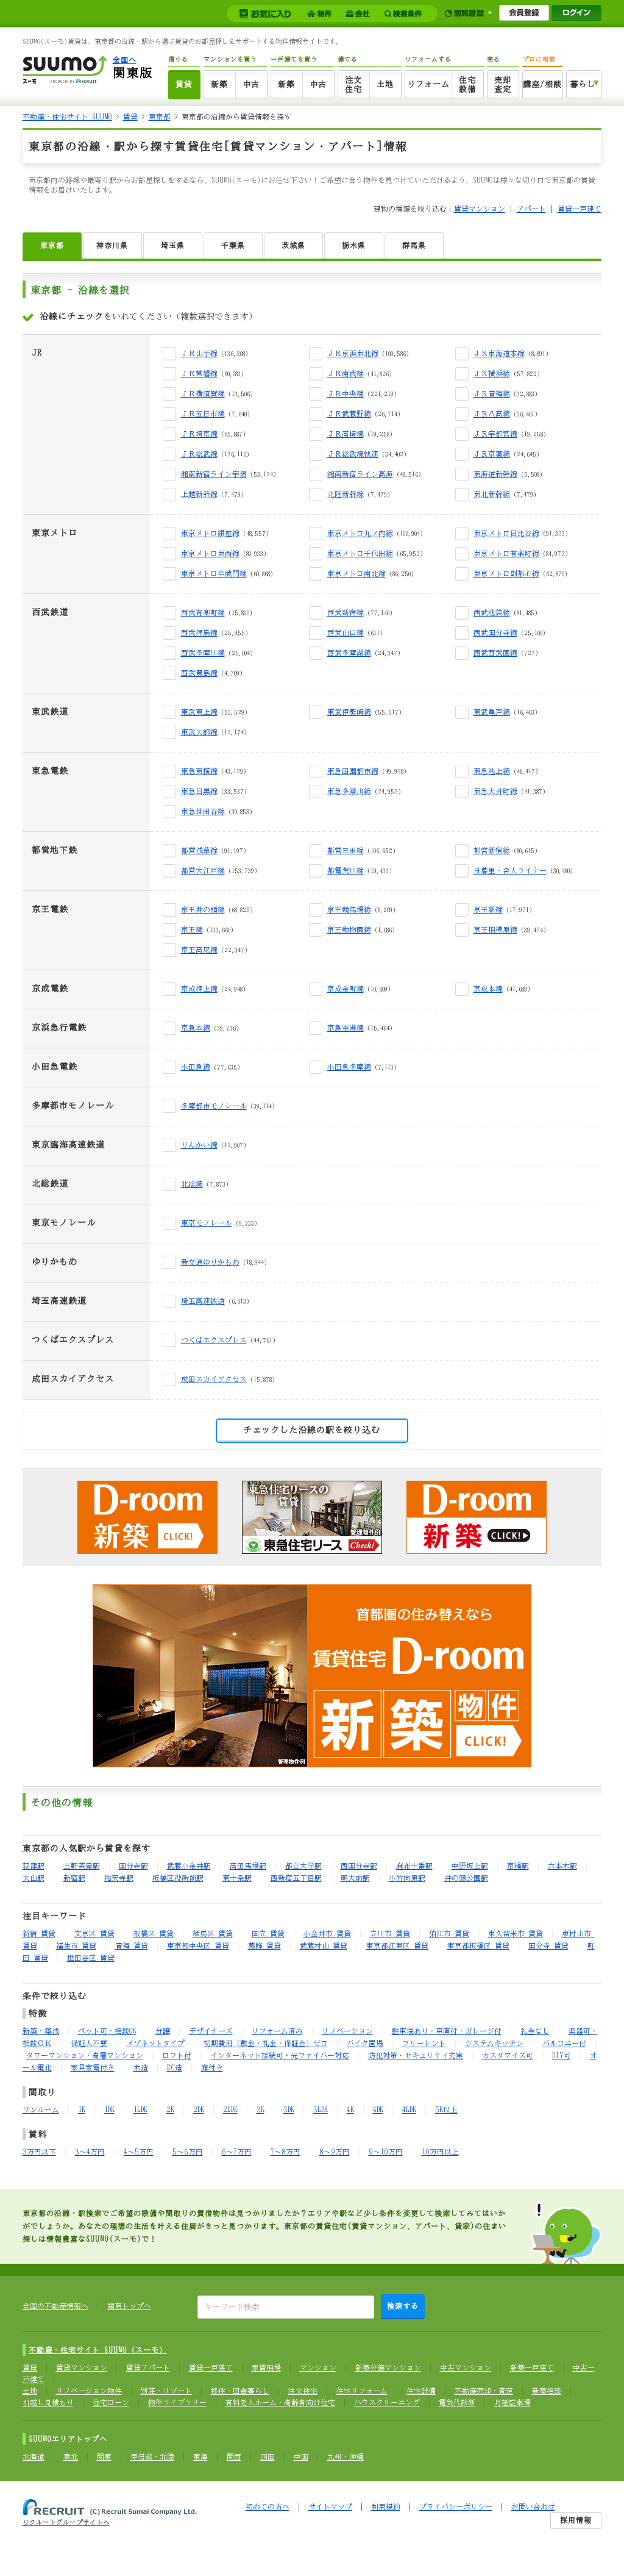 お気に入り 物件 会社 検索条件 閲覧履歴 会員登録 ログイン
SUUMO(スーモ)賃貸は、東京都の沿線・駅から選ぶ賃貸のお部屋探しをサポートする物件情報サイトです。
SUUMO スーモ 全国へ 関東版
借りる マンションを買う 一戸建てを買う 建てる リフォームする 売る プロに相談
賃貸 新築 中古 新築 中古 注文住宅 土地 リフォーム 住宅設備 売却査定 講座/相談 暮らし
不動産・住宅サイト SUUMO > 賃貸 > 東京都 > 東京都の沿線から賃貸情報を探す
東京都の沿線・駅から探す賃貸住宅[賃貸マンション・アパート]情報
東京都内の路線や最寄り駅からお部屋探しをするなら、SUUMO(スーモ)にお任せ下さい！ご希望に合う物件を見つけていただけるよう、SUUMOは様々な切り口で東京都の賃貸情報をお届けいたします。
建物の種類を絞り込む：賃貸マンション | アパート | 賃貸一戸建て
東京都 神奈川県 埼玉県 千葉県 茨城県 栃木県 群馬県
東京都 - 沿線を選択
沿線にチェックをいれてください（複数選択できます）
JR
ＪＲ山手線 (136,208) ＪＲ京浜東北線 (109,586) ＪＲ東海道本線 (8,891)
ＪＲ常磐線 (60,083) ＪＲ南武線 (41,826) ＪＲ横浜線 (57,822)
ＪＲ横須賀線 (13,506) ＪＲ中央線 (221,219) ＪＲ青梅線 (32,883)
ＪＲ五日市線 (7,640) ＪＲ武蔵野線 (26,714) ＪＲ八高線 (36,401)
ＪＲ埼京線 (65,887) ＪＲ高崎線 (19,258) ＪＲ宇都宮線 (19,258)
ＪＲ総武線 (176,116) ＪＲ総武線快速 (34,402) ＪＲ京葉線 (24,645)
湘南新宿ライン宇須 (53,124) 湘南新宿ライン高海 (48,516) 東海道新幹線 (5,508)
上越新幹線 (7,479) 北陸新幹線 (7,479) 東北新幹線 (7,479)
東京メトロ
東京メトロ銀座線 (48,557) 東京メトロ丸ノ内線 (106,904) 東京メトロ日比谷線 (91,323)
東京メトロ東西線 (80,933) 東京メトロ千代田線 (65,952) 東京メトロ有楽町線 (84,972)
東京メトロ半蔵門線 (60,868) 東京メトロ南北線 (86,250) 東京メトロ副都心線 (62,870)
西武鉄道
西武有楽町線 (15,890) 西武新宿線 (77,140) 西武池袋線 (81,485)
西武拝島線 (25,955) 西武山口線 (611) 西武国分寺線 (25,100)
西武多摩川線 (25,004) 西武多摩湖線 (24,347) 西武西武園線 (727)
西武豊島線 (4,709)
東武鉄道
東武東上線 (53,529) 東武伊勢崎線 (55,517) 東武亀戸線 (16,403)
東武大師線 (12,174)
東急電鉄
東急東横線 (43,129) 東急田園都市線 (49,978) 東急池上線 (48,417)
東急目黒線 (33,537) 東急多摩川線 (24,952) 東急大井町線 (41,387)
東急世田谷線 (30,853)
都営地下鉄
都営浅草線 (91,197) 都営三田線 (106,652) 都営新宿線 (80,615)
都営大江戸線 (153,739) 都電荒川線 (19,433) 日暮里・舎人ライナー (30,480)
京王電鉄
京王井の頭線 (68,825) 京王競馬場線 (8,209) 京王新線 (17,971)
京王線 (133,660) 京王動物園線 (1,086) 京王相模原線 (39,474)
京王高尾線 (22,347)
京成電鉄
京成押上線 (24,948) 京成金町線 (10,609) 京成本線 (41,689)
京浜急行電鉄
京急本線 (39,736) 京急空港線 (15,464)
小田急電鉄
小田急線 (77,635) 小田急多摩線 (7,113)
多摩都市モノレール
多摩都市モノレール (39,114)
東京臨海高速鉄道
りんかい線 (12,907)
北総鉄道
北総線 (7,873)
東京モノレール
東京モノレール (9,333)
ゆりかもめ
新交通ゆりかもめ (18,944)
埼玉高速鉄道
埼玉高速鉄道 (6,013)
つくばエクスプレス
つくばエクスプレス (44,761)
成田スカイアクセス
成田スカイアクセス (15,878)
チェックした沿線の駅を絞り込む
D-room 新築 CLICK!
東急住宅リースの賃貸 管理物件例 東急住宅リース Check!
D-room 新築 CLICK!
首都圏の住み替えなら
賃貸住宅 D-room
新築 物件 CLICK!
管理物件例
その他の情報
東京都の人気駅から賃貸を探す
荻窪駅 三軒茶屋駅 国分寺駅 武蔵小金井駅 高田馬場駅 都立大学駅 西国分寺駅 麻布十番駅 中野坂上駅 京橋駅 六本木駅
大山駅 新宿駅 祐天寺駅 板橋区役所前駅 東十条駅 西新宿五丁目駅 明大前駅 小竹向原駅 井の頭公園駅
注目キーワード
新宿 賃貸 文京区 賃貸 板橋区 賃貸 練馬区 賃貸 国立 賃貸 小金井市 賃貸 立川市 賃貸 狛江市 賃貸 東久留米市 賃貸 東村山市 賃貸 福生市 賃貸 青梅 賃貸 東京都中央区 賃貸 葛飾 賃貸 武蔵村山 賃貸 東京都江東区 賃貸 東京都板橋区 賃貸 国分寺 賃貸 町田 賃貸 世田谷区 賃貸
条件で絞り込む
特徴
新築・築浅 ペット可・相談OK 分譲 デザイナーズ リフォーム済み リノベーション 駐車場あり・車庫付・ガレージ付 礼金なし 楽器可・相談ＯＫ 保証人不要 メゾネットタイプ 初期費用（敷金・礼金・保証金）ゼロ バイク置場 フリーレント システムキッチン バルコニー付 タワーマンション・高層マンション ロフト付 インターネット接続可・光ファイバー対応 防犯対策・セキュリティ充実 カスタマイズ可 DIY可 オール電化 家具家電付き 木造 RC造 庭付き
間取り
ワンルーム 1K 1DK 1LDK 2K 2DK 2LDK 3K 3DK 3LDK 4K 4DK 4LDK 5K以上
賃料
3万円以下 3〜4万円 4〜5万円 5〜6万円 6〜7万円 7〜8万円 8〜9万円 9〜10万円 10万円以上
東京都の沿線・駅検索でご希望の設備や間取りの賃借物件は見つかりましたか？エリアや駅など少し条件を変更して検索してみてはいかがでしょうか。あなたの理想の生活を叶える住居がきっと見つかります。東京都の賃貸住宅(賃貸マンション、アパート、貸家)の住まい探しは情報豊富なSUUMO(スーモ)で！
全国の不動産情報へ 関東トップへ キーワード検索 検索する
不動産・住宅サイト SUUMO（スーモ）
賃貸 賃貸マンション 賃貸アパート 賃貸一戸建て 家賃相場 マンション 新築分譲マンション 中古マンション 新築一戸建て 中古一戸建て
土地 リノベーション物件 別荘・リゾート 移住・田舎暮らし 注文住宅 住宅リフォーム 住宅設備 不動産売却・査定 新築相談
引越し見積もり 住宅ローン 物件ライブラリー 有料老人ホーム・高齢者向け住宅 ハウスクリーニング 電気代診断 月極駐車場
SUUMOエリアトップへ
北海道 東北 関東 甲信越・北陸 東海 関西 四国 中国 九州・沖縄
RECRUIT (C)Recruit Sumai Company Ltd.
リクルートグループサイトへ
初めての方へ | サイトマップ | 利用規約 | プライバシーポリシー | お問い合わせ
採用情報